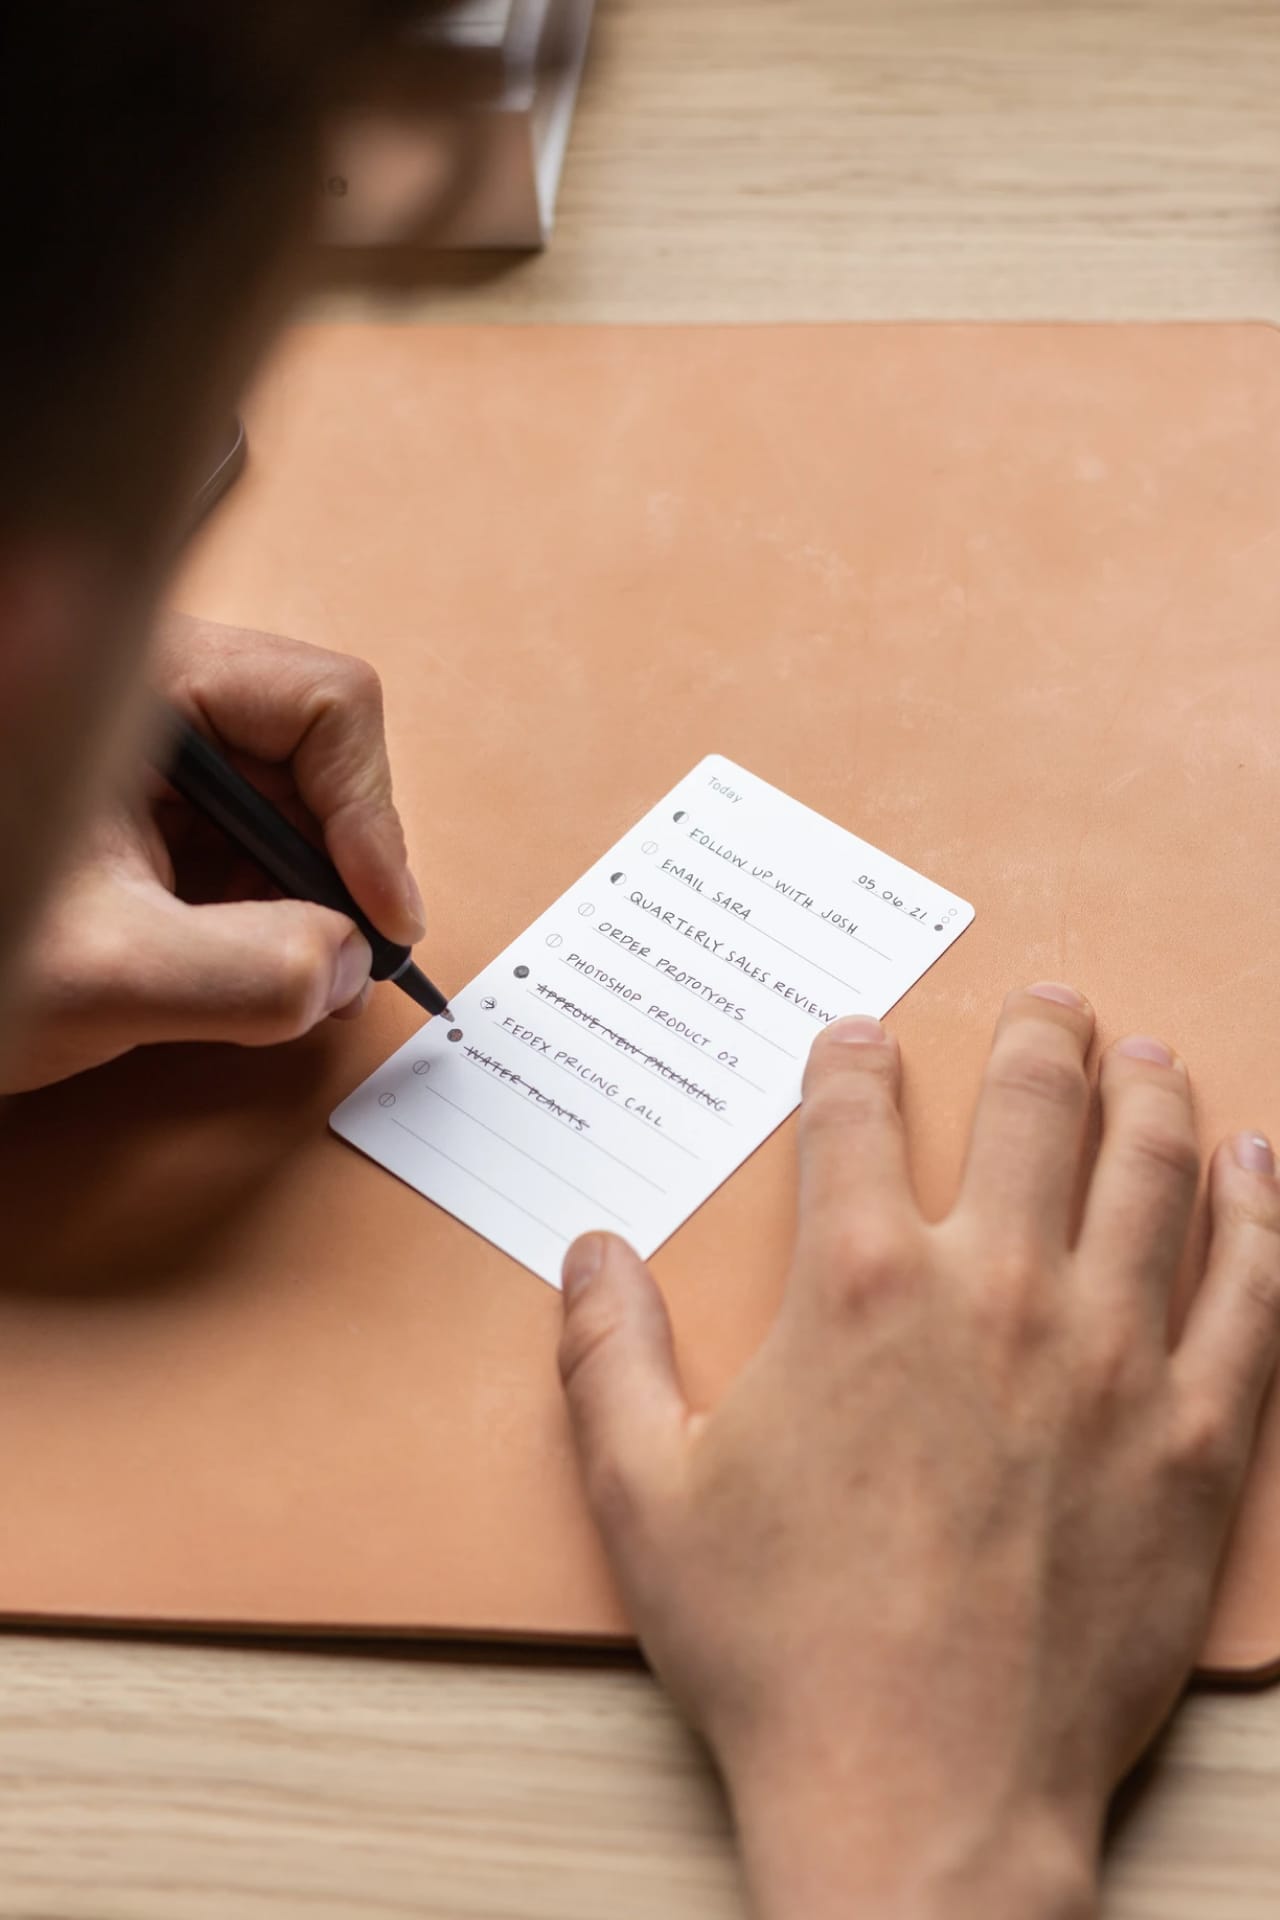 Today
05.06.21
FOLLOW UP WITH JOSH
EMAIL SARA
QUARTERLY SALES REVIEW
ORDER PROTOTYPES
PHOTOSHOP PRODUCT 02
APPROVE NEW PACKAGING
FEDEX PRICING CALL
WATER PLANTS